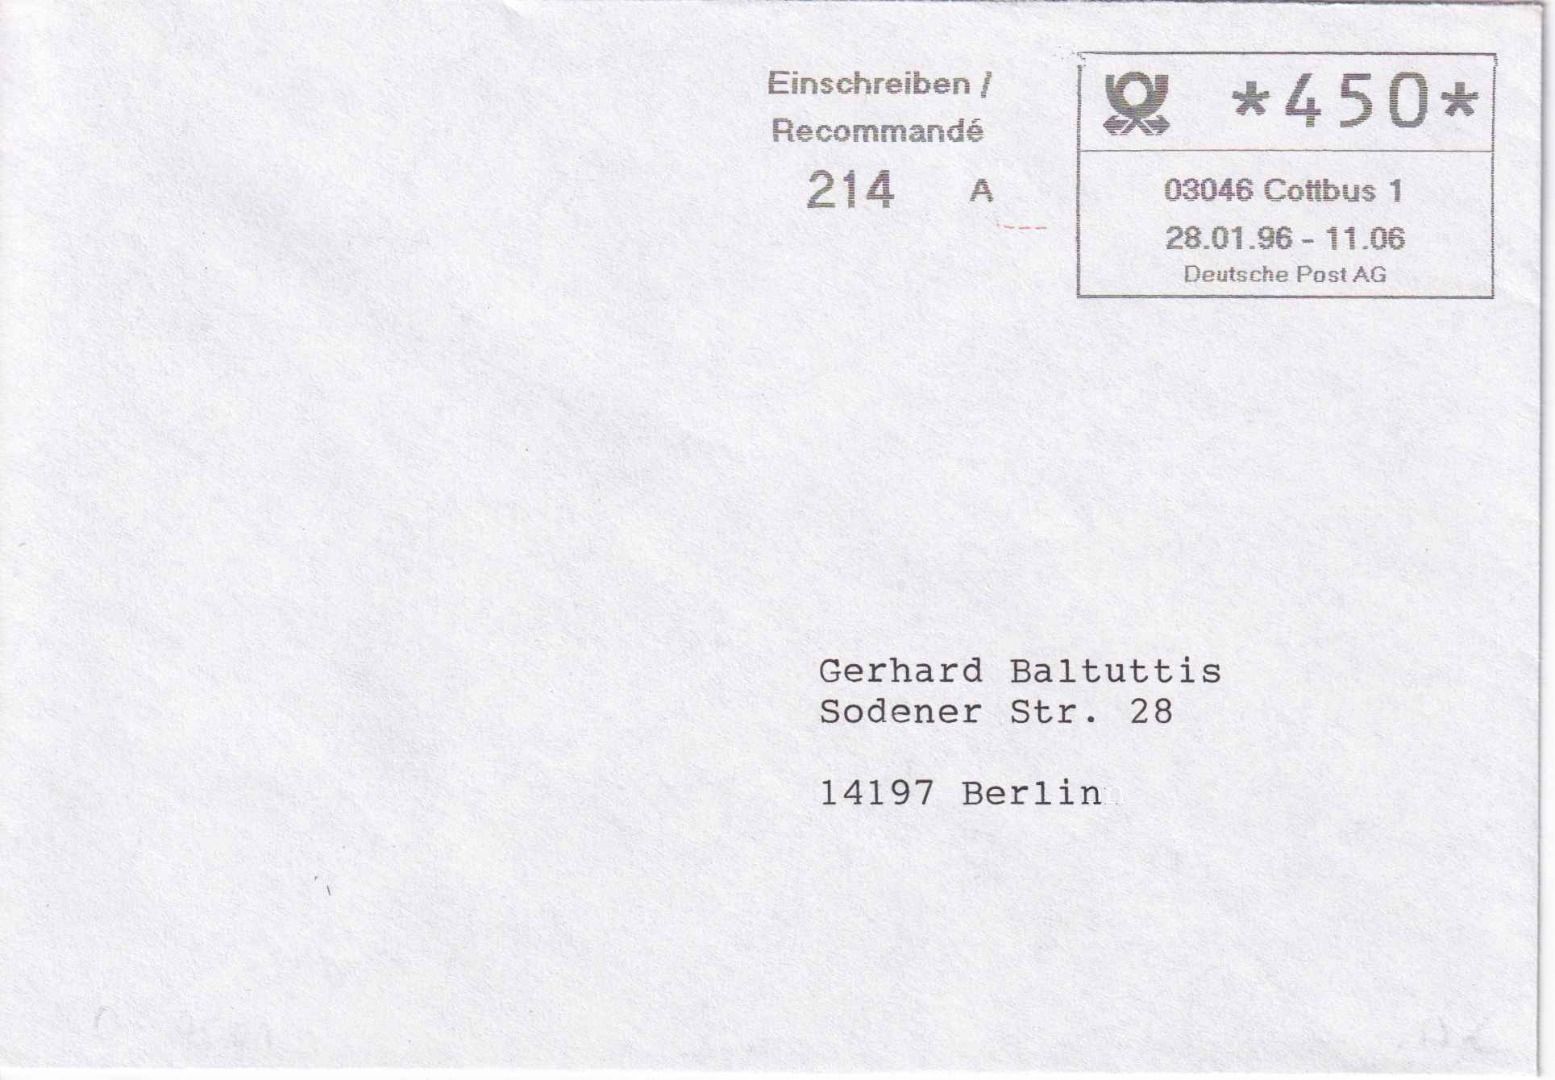 Einschreiben /
Recommandé
214 A
*450*
03046 Cottbus 1
28.01.96 - 11.06
Deutsche Post AG
Gerhard Baltuttis
Sodener Str. 28
14197 Berlin